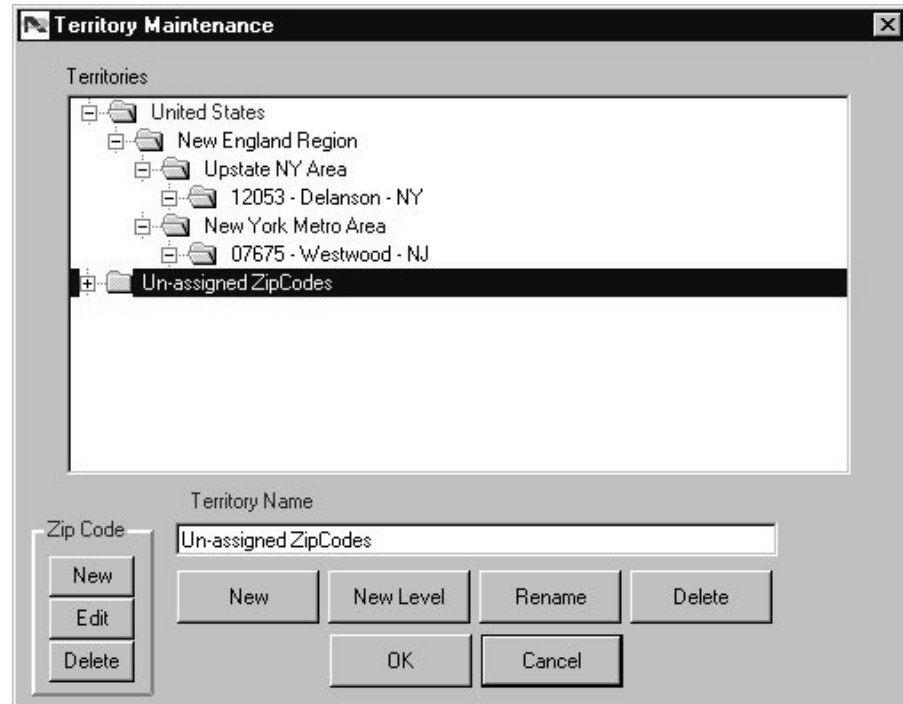 Territory Maintenance
Territories
United States
New England Region
Upstate NY Area
12053 - Delanson - NY
New York Metro Area
07675 - Westwood - NJ
Un-assigned ZipCodes
Territory Name
Zip Code
Un-assigned ZipCodes
New
Edit
Delete
New New Level Rename Delete
OK Cancel